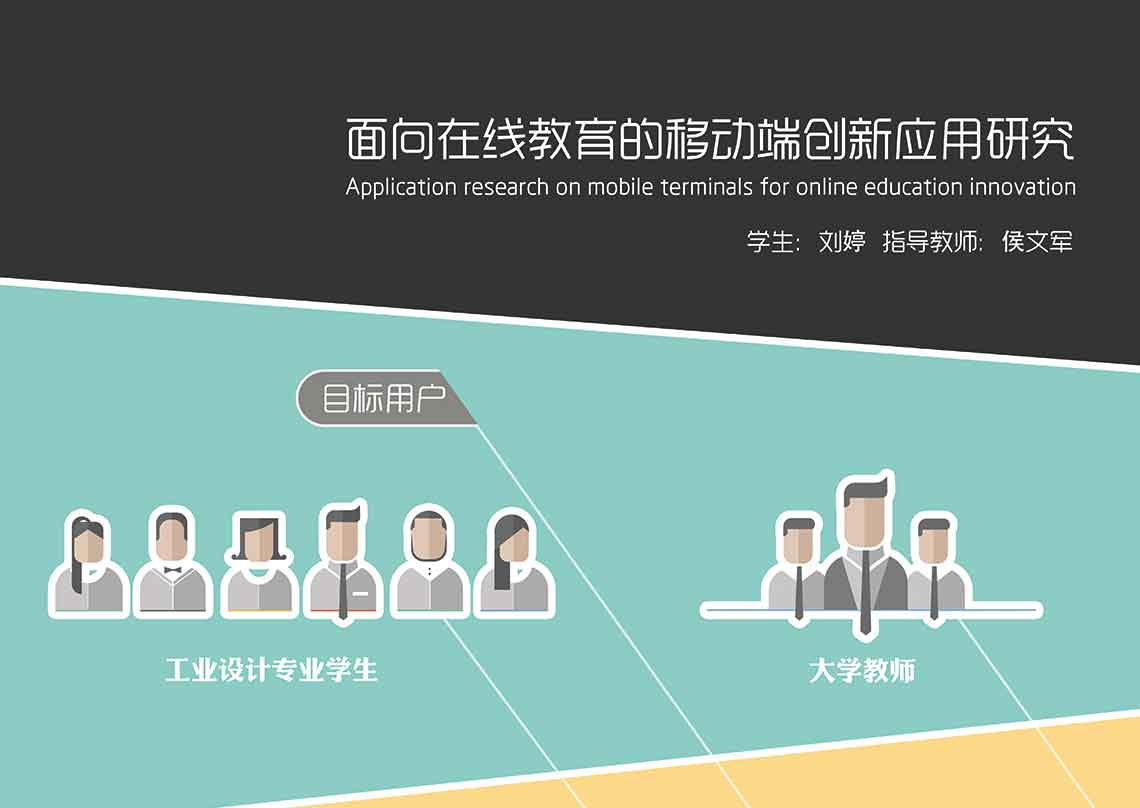 面向在线教育的移动端创新应用研究
Application research on mobile terminals for online education innovation
学生: 刘婷 指导教师: 侯文军
目标用户
工业设计专业学生
大学教师